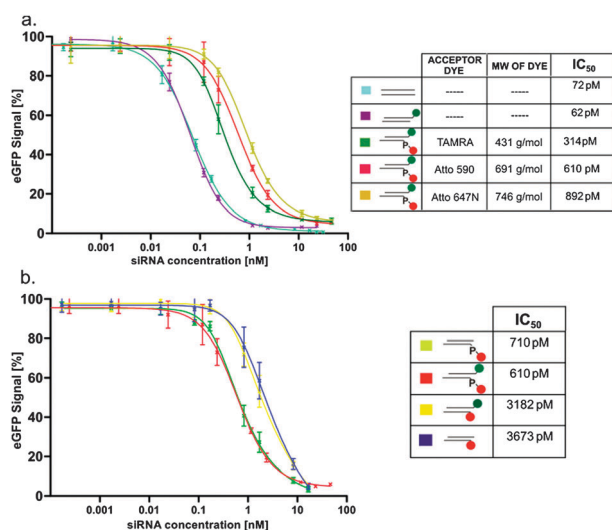 a.
100
80
60
40
20
0
eGFP Signal [%]
0.001 0.01 0.1 1 10 100
siRNA concentration [nM]
ACCEPTOR DYE MW OF DYE IC50
----- ----- 72 pM
----- ----- 62 pM
P TAMRA 431 g/mol 314pM
P Atto 590 691 g/mol 610 pM
P Atto 647N 746 g/mol 892 pM
b.
100
80
60
40
20
0
eGFP Signal [%]
0.001 0.01 0.1 1 10 100
siRNA concentration [nM]
IC50
P 710 pM
P 610 pM
3182 pM
3673 pM